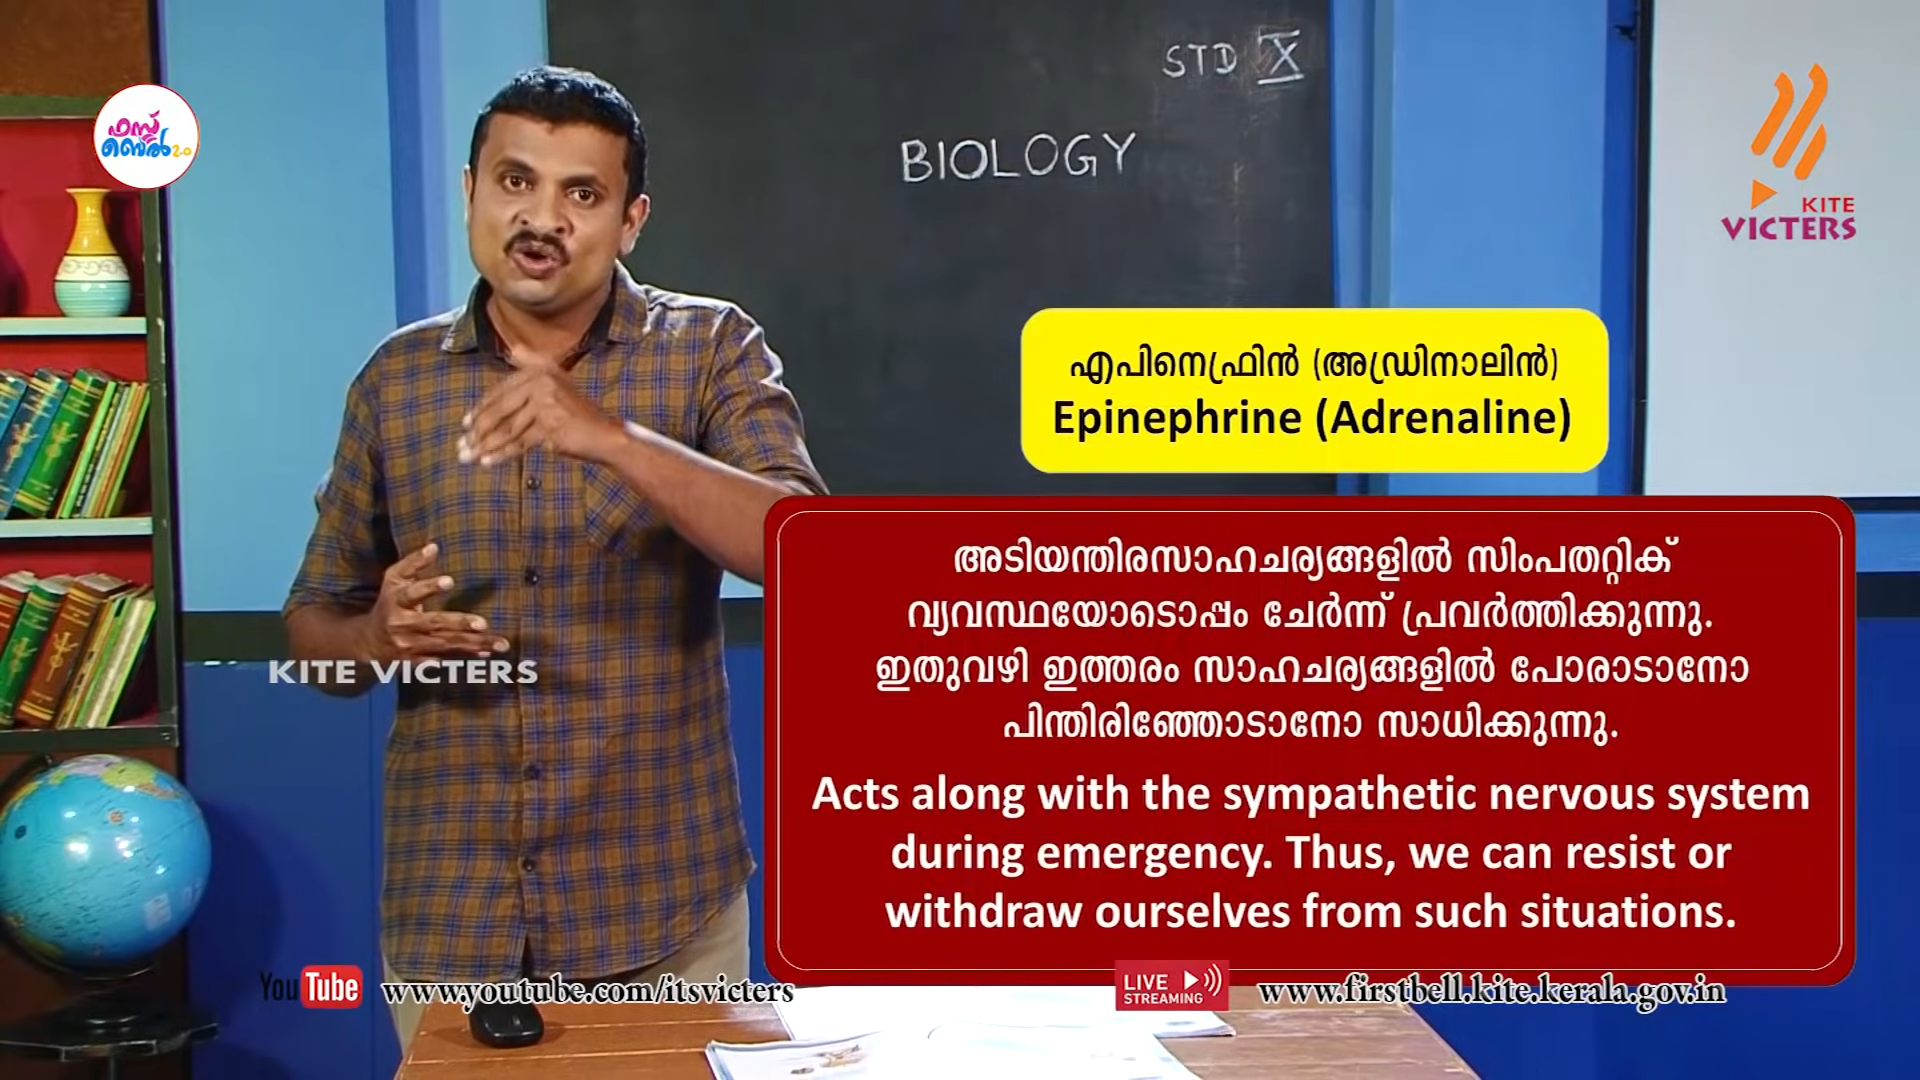 STD X
BIOLOGY
ഫസ്റ്റ്
ബെൽ 2.0
KITE
VICTERS
എപിനെഫ്രിൻ (അഡ്രിനാലിൻ)
Epinephrine (Adrenaline)
അടിയന്തിരസാഹചര്യങ്ങളിൽ സിംപതറ്റിക്
വ്യവസ്ഥയോടൊപ്പം ചേർന്ന് പ്രവർത്തിക്കുന്നു.
ഇതുവഴി ഇത്തരം സാഹചര്യങ്ങളിൽ പോരാടാനോ
പിന്തിരിഞ്ഞോടാനോ സാധിക്കുന്നു.
Acts along with the sympathetic nervous system
during emergency. Thus, we can resist or
withdraw ourselves from such situations.
KITE VICTERS
YouTube www.youtube.com/itsvicters
LIVE
STREAMING
www.firstbell.kite.kerala.gov.in